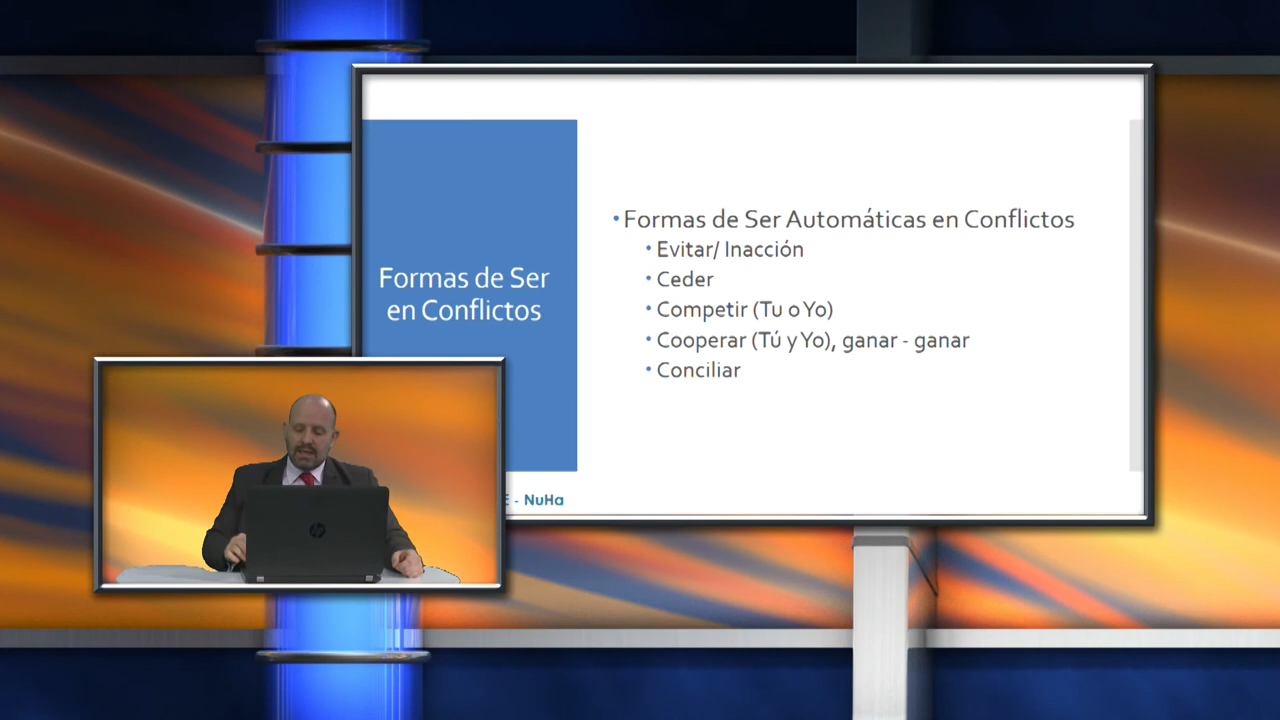 Formas de Ser
en Conflictos
• Formas de Ser Automáticas en Conflictos
• Evitar/ Inacción
• Ceder
• Competir (Tu o Yo)
• Cooperar (Tú y Yo), ganar - ganar
• Conciliar
E - NuHa
hp